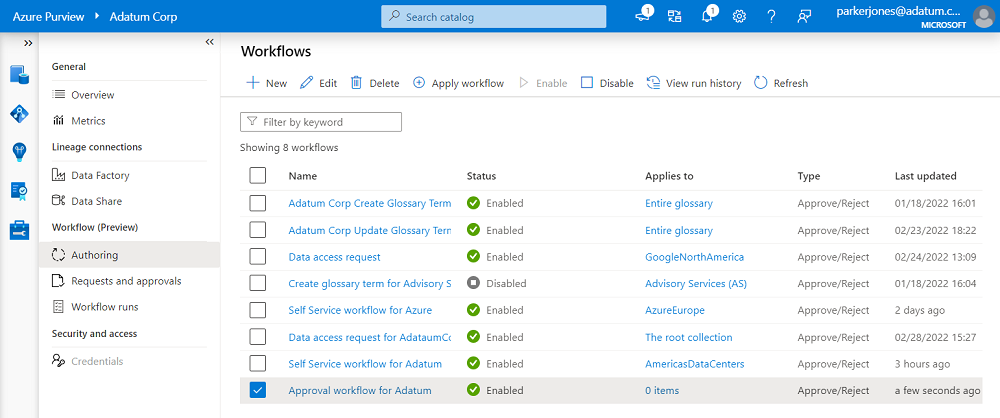 Azure Purview > Adatum Corp
Search catalog
1
1
parkerjones@adatum.c...
MICROSOFT
General
Overview
Metrics
Lineage connections
Data Factory
Data Share
Workflow (Preview)
Authoring
Requests and approvals
Workflow runs
Security and access
Credentials
Workflows
New Edit Delete Apply workflow Enable Disable View run history Refresh
Filter by keyword
Showing 8 workflows
Name Status Applies to Type Last updated
Adatum Corp Create Glossary Term Enabled Entire glossary Approve/Reject 01/18/2022 16:01
Adatum Corp Update Glossary Tern Enabled Entire glossary Approve/Reject 02/23/2022 18:22
Data access request Enabled GoogleNorthAmerica Approve/Reject 02/24/2022 13:09
Create glossary term for Advisory S Disabled Advisory Services (AS) Approve/Reject 01/18/2022 16:04
Self Service workflow for Azure Enabled AzureEurope Approve/Reject 2 days ago
Data access request for AdataumCo Enabled The root collection Approve/Reject 02/28/2022 15:27
Self Service workflow for Adatum Enabled AmericasDataCenters Approve/Reject 3 hours ago
Approval workflow for Adatum Enabled 0 items Approve/Reject a few seconds ago